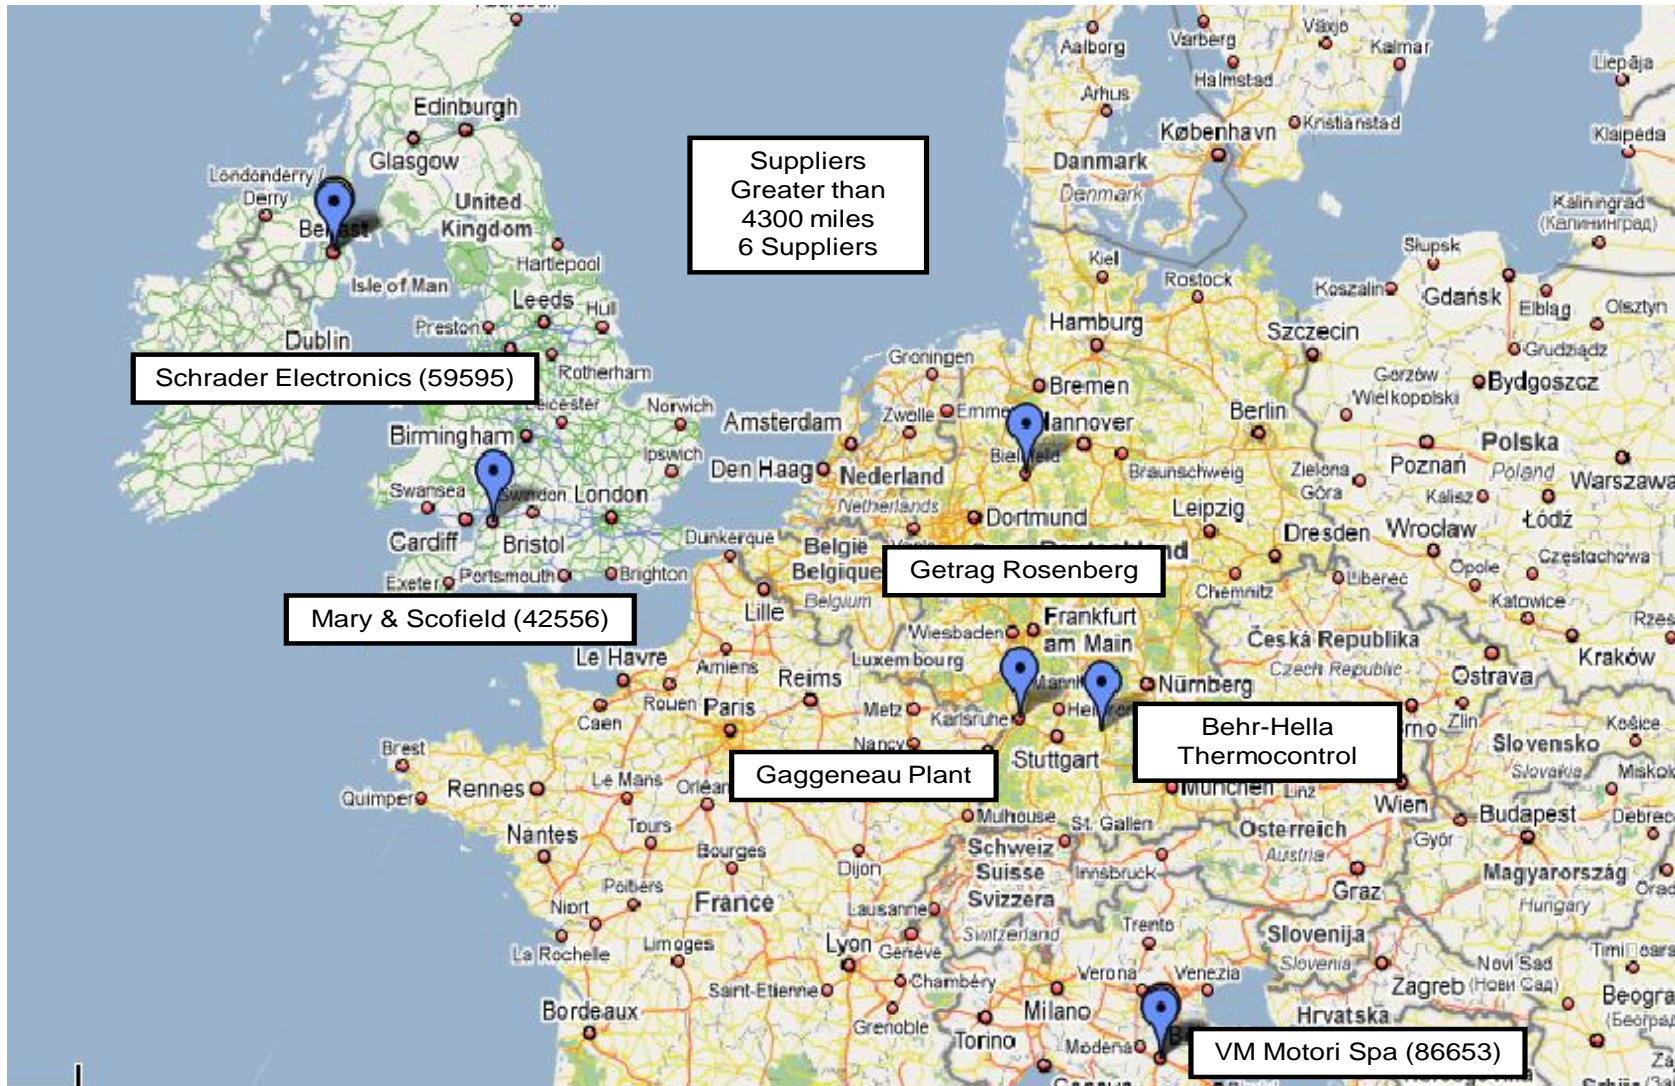 Aalborg
Varberg
Växjö
Kalmar
Halmstad
Liepāja
Århus
Kristianstad
Klaipėda
København
Edinburgh
Glasgow
Londonderry /
Derry
United
Kingdom
Suppliers
Greater than
4300 miles
6 Suppliers
Danmark
Denmark
Kaliningrad
(Калининград)
Isle of Man
Hartlepool
Kiel
Rostock
Słupsk
Koszalin
Gdańsk
Elbląg
Olsztyn
Leeds
Hull
Preston
Dublin
Hamburg
Szczecin
Grudziądz
Schrader Electronics (59595)
Rotherham
Groningen
Bremen
Gorzów
Wielkopolski
Bydgoszcz
Leicester
Norwich
Birmingham
Ipswich
Amsterdam
Zwolle
Berlin
Den Haag
Nederland
Netherlands
Braunschweig
Zielona
Góra
Poznań
Polska
Poland
Warszawa
Kalisz
Swansea
London
Cardiff
Bristol
Dortmund
Leipzig
Dresden
Wrocław
Łódź
Dunkerque
België
Belgique
Belgium
Częstochowa
Exeter
Portsmouth
Brighton
Getrag Rosenberg
Chemnitz
Liberec
Opole
Katowice
Mary & Scofield (42556)
Lille
Wiesbaden
Frankfurt
am Main
Česká Republika
Czech Republic
Ostrava
Kraków
Le Havre
Amiens
Luxembourg
Rouen
Reims
Caen
Paris
Metz
Karlsruhe
Nürnberg
Zlín
Košice
Brest
Nancy
Stuttgart
Behr-Hella
Thermocontrol
Slovensko
Slovakia
Gaggeneau Plant
Rennes
Le Mans
Quimper
München
Linz
Wien
Budapest
Nantes
Tours
Mulhouse
St. Gallen
Österreich
Austria
Győr
Bourges
Dijon
Schweiz
Suisse
Svizzera
Switzerland
Innsbruck
Graz
Magyarország
Hungary
Poitiers
Niort
France
Lausanne
La Rochelle
Limoges
Lyon
Genève
Trento
Slovenija
Slovenia
Saint-Etienne
Chambéry
Verona
Venezia
Zagreb
Novi Sad
(Нови Сад)
Bordeaux
Grenoble
Milano
Torino
Modena
Hrvatska
VM Motori Spa (86653)